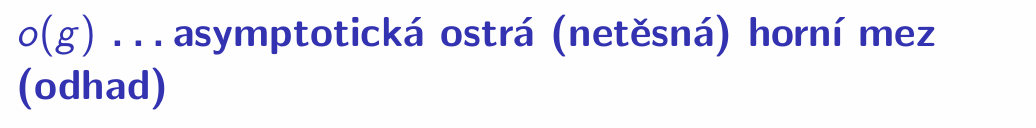 o(g) ... asymptotická ostrá (netěsná) horní mez
(odhad)